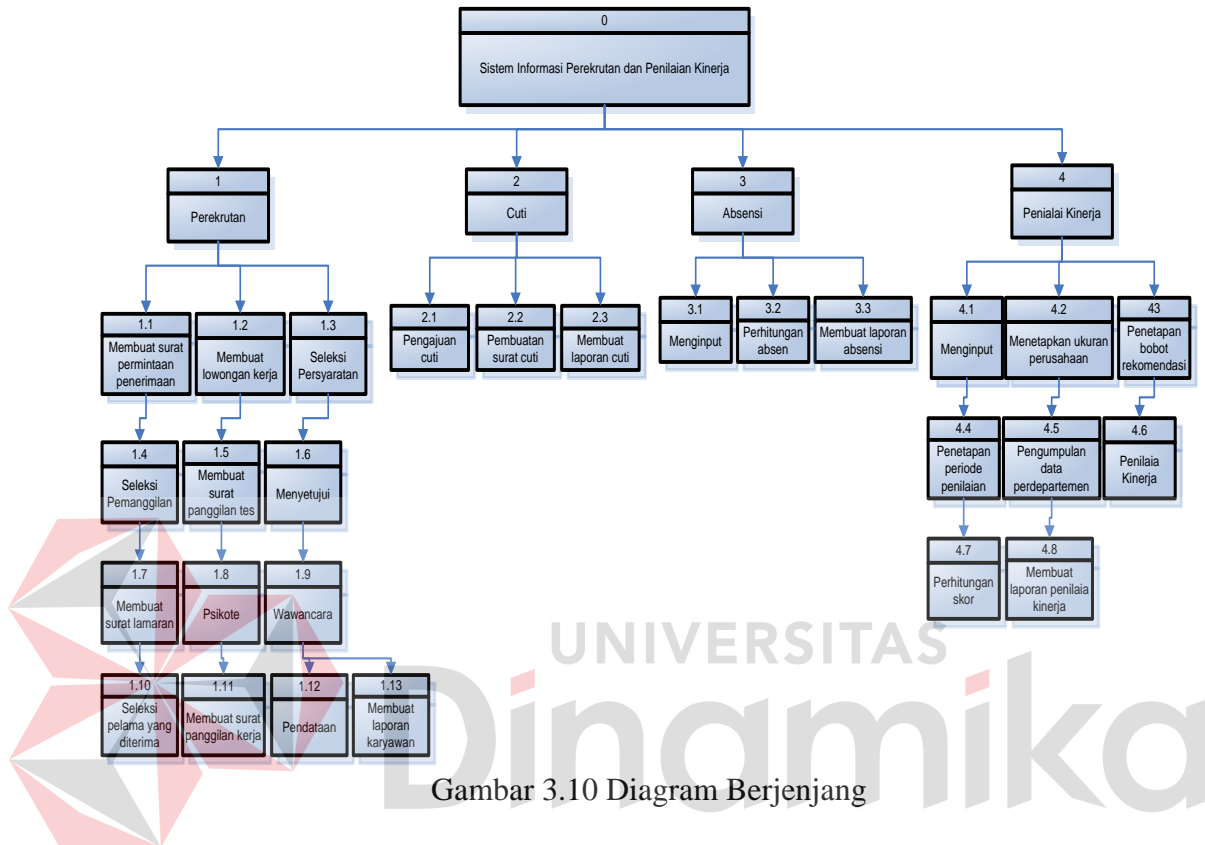 0
Sistem Informasi Perekrutan dan Penilaian Kinerja
1
Perekrutan
2
Cuti
3
Absensi
4
Penialai Kinerja
1.1
Membuat surat
permintaan
penerimaan
1.2
Membuat
lowongan kerja
1.3
Seleksi
Persyaratan
2.1
Pengajuan
cuti
2.2
Pembuatan
surat cuti
2.3
Membuat
laporan cuti
3.1
Menginput
3.2
Perhitungan
absen
3.3
Membuat laporan
absensi
4.1
Menginput
4.2
Menetapkan ukuran
perusahaan
43
Penetapan
bobot
rekomendasi
1.4
Seleksi
Pemanggilan
1.5
Membuat
surat
panggilan tes
1.6
Menyetujui
4.4
Penetapan
periode
penilaian
4.5
Pengumpulan
data
perdepartemen
4.6
Penilaia
Kinerja
1.7
Membuat
surat lamaran
1.8
Psikote
1.9
Wawancara
4.7
Perhitungan
skor
4.8
Membuat
laporan penilaia
kinerja
1.10
Seleksi
pelama yang
diterima
1.11
Membuat surat
panggilan kerja
1.12
Pendataan
1.13
Membuat
laporan
karyawan
UNIVERSITAS
Dinamika
Gambar 3.10 Diagram Berjenjang